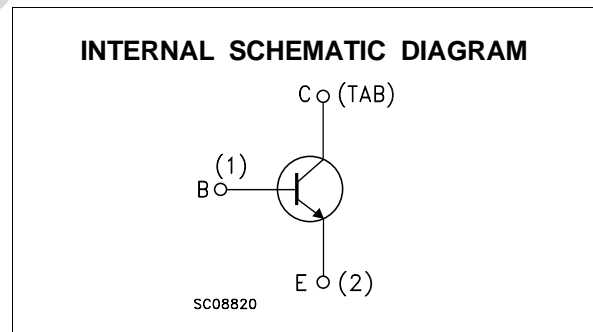 INTERNAL SCHEMATIC DIAGRAM
C (TAB)
(1)
B
E (2)
SC08820